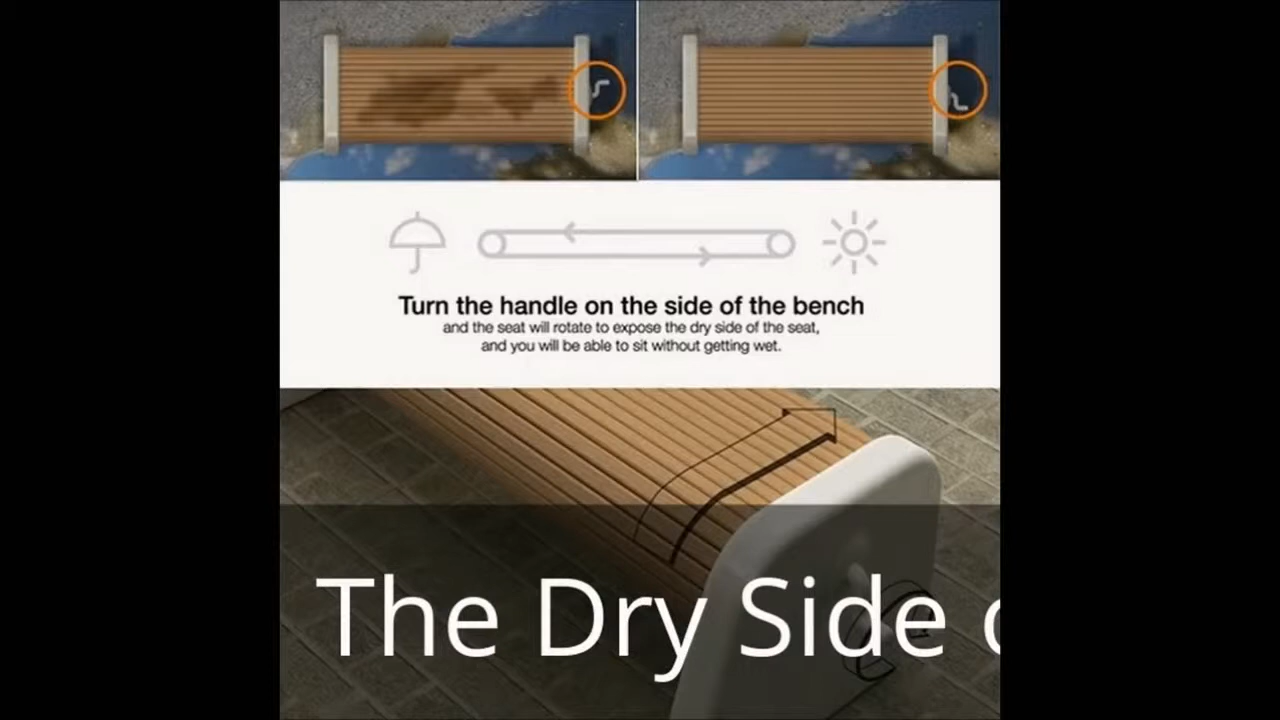 Turn the handle on the side of the bench
and the seat will rotate to expose the dry side of the seat,
and you will be able to sit without getting wet.
The Dry Side